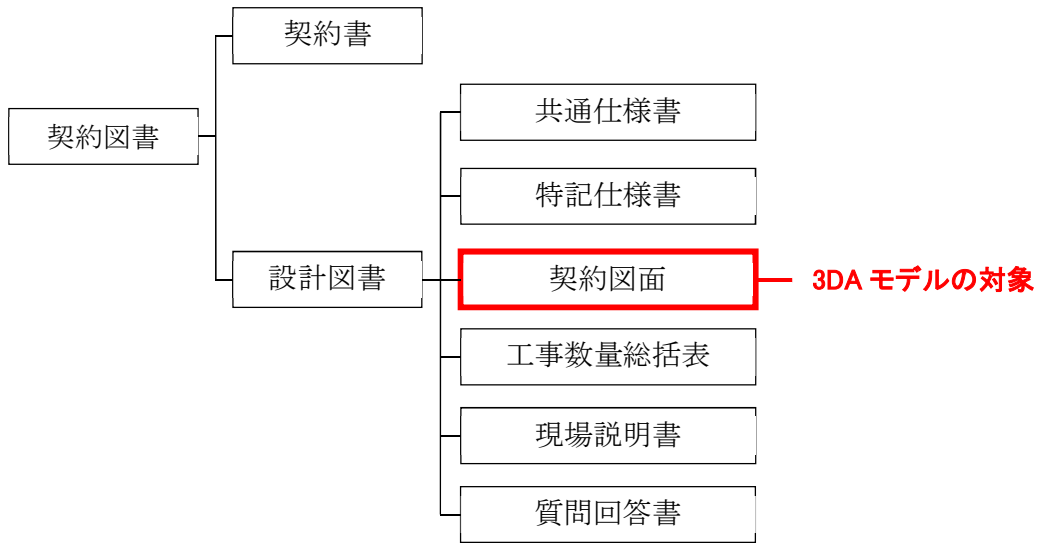 契約書
契約図書
共通仕様書
特記仕様書
設計図書
契約図面
3DA モデルの対象
工事数量総括表
現場説明書
質問回答書